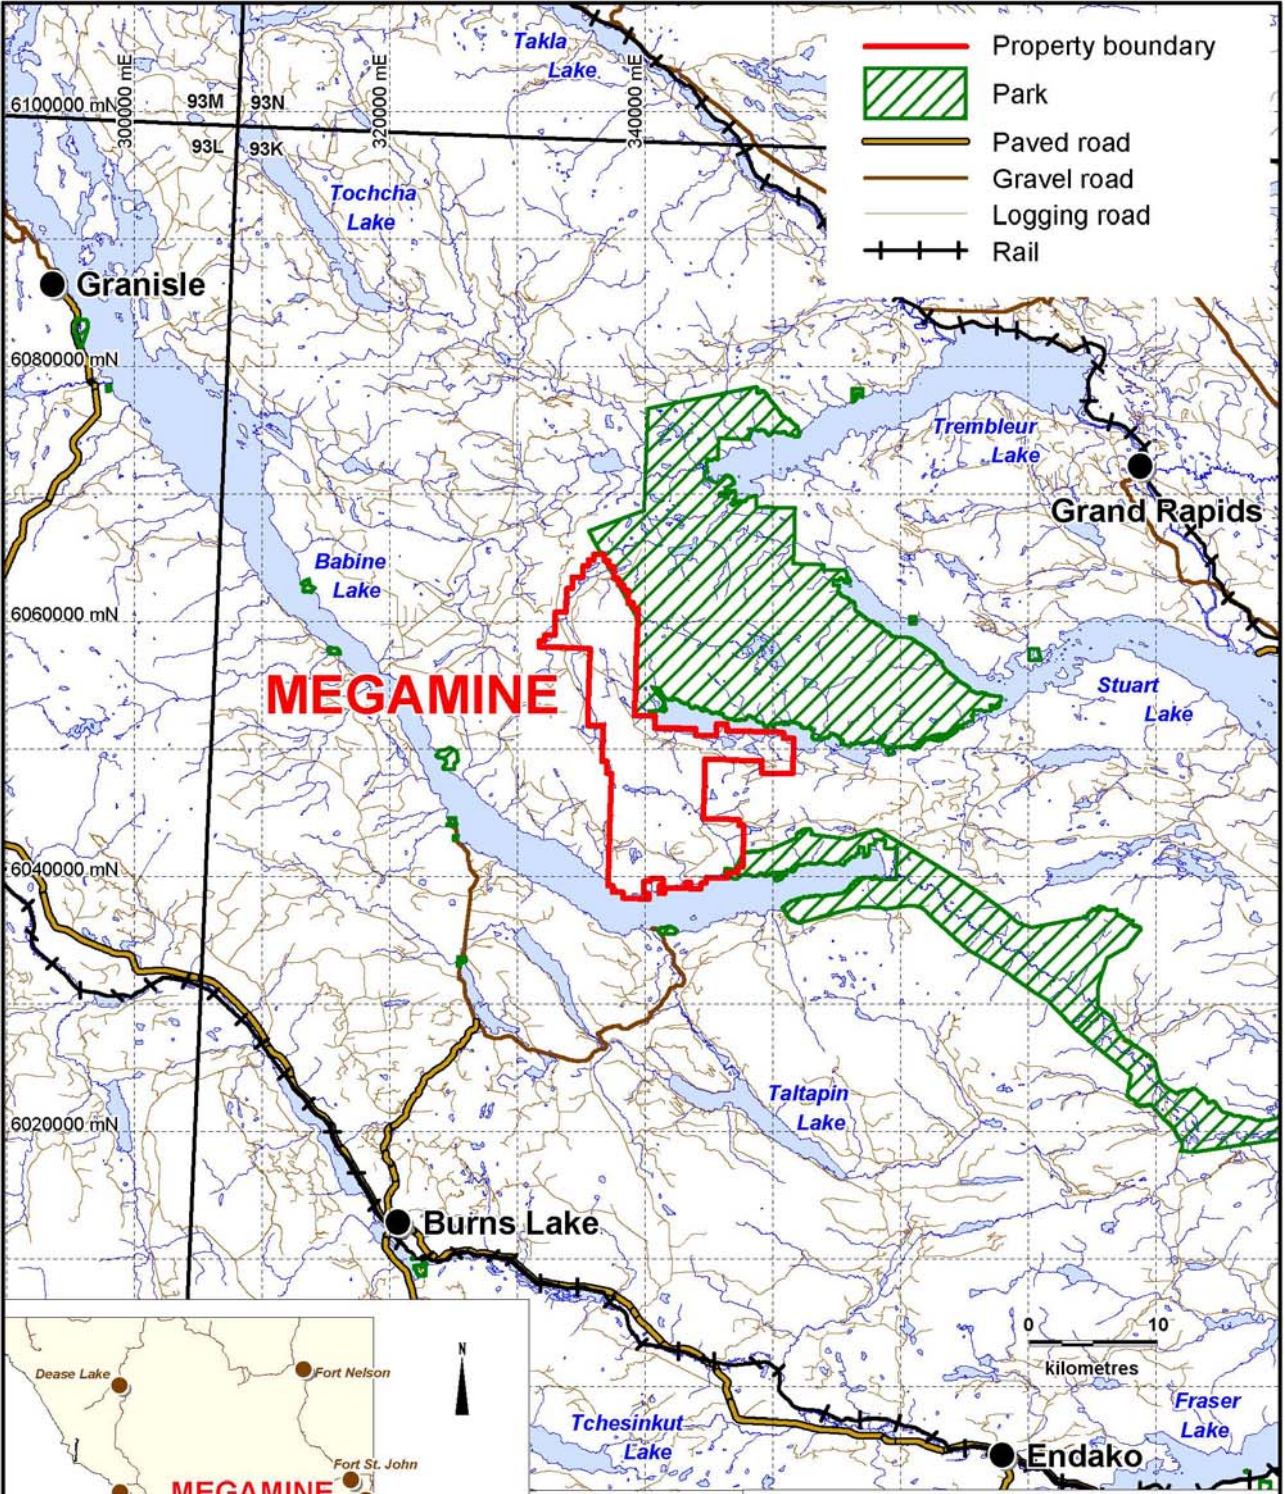 Takla
Lake
Property boundary
Park
Paved road
Gravel road
Logging road
Rail
6100000 mN
300000 mE
93M
93N
320000 mE
340000 mE
93L
93K
Tochcha
Lake
Granisle
6080000 mN
Trembleur
Lake
Grand Rapids
Babine
Lake
6060000 mN
MEGAMINE
Stuart
Lake
6040000 mN
Taltapin
Lake
6020000 mN
Burns Lake
0 10
kilometres
N
Dease Lake
Fort Nelson
Fraser
Lake
Tchesinkut
Lake
Endako
Fort St. John
MEGAMINE